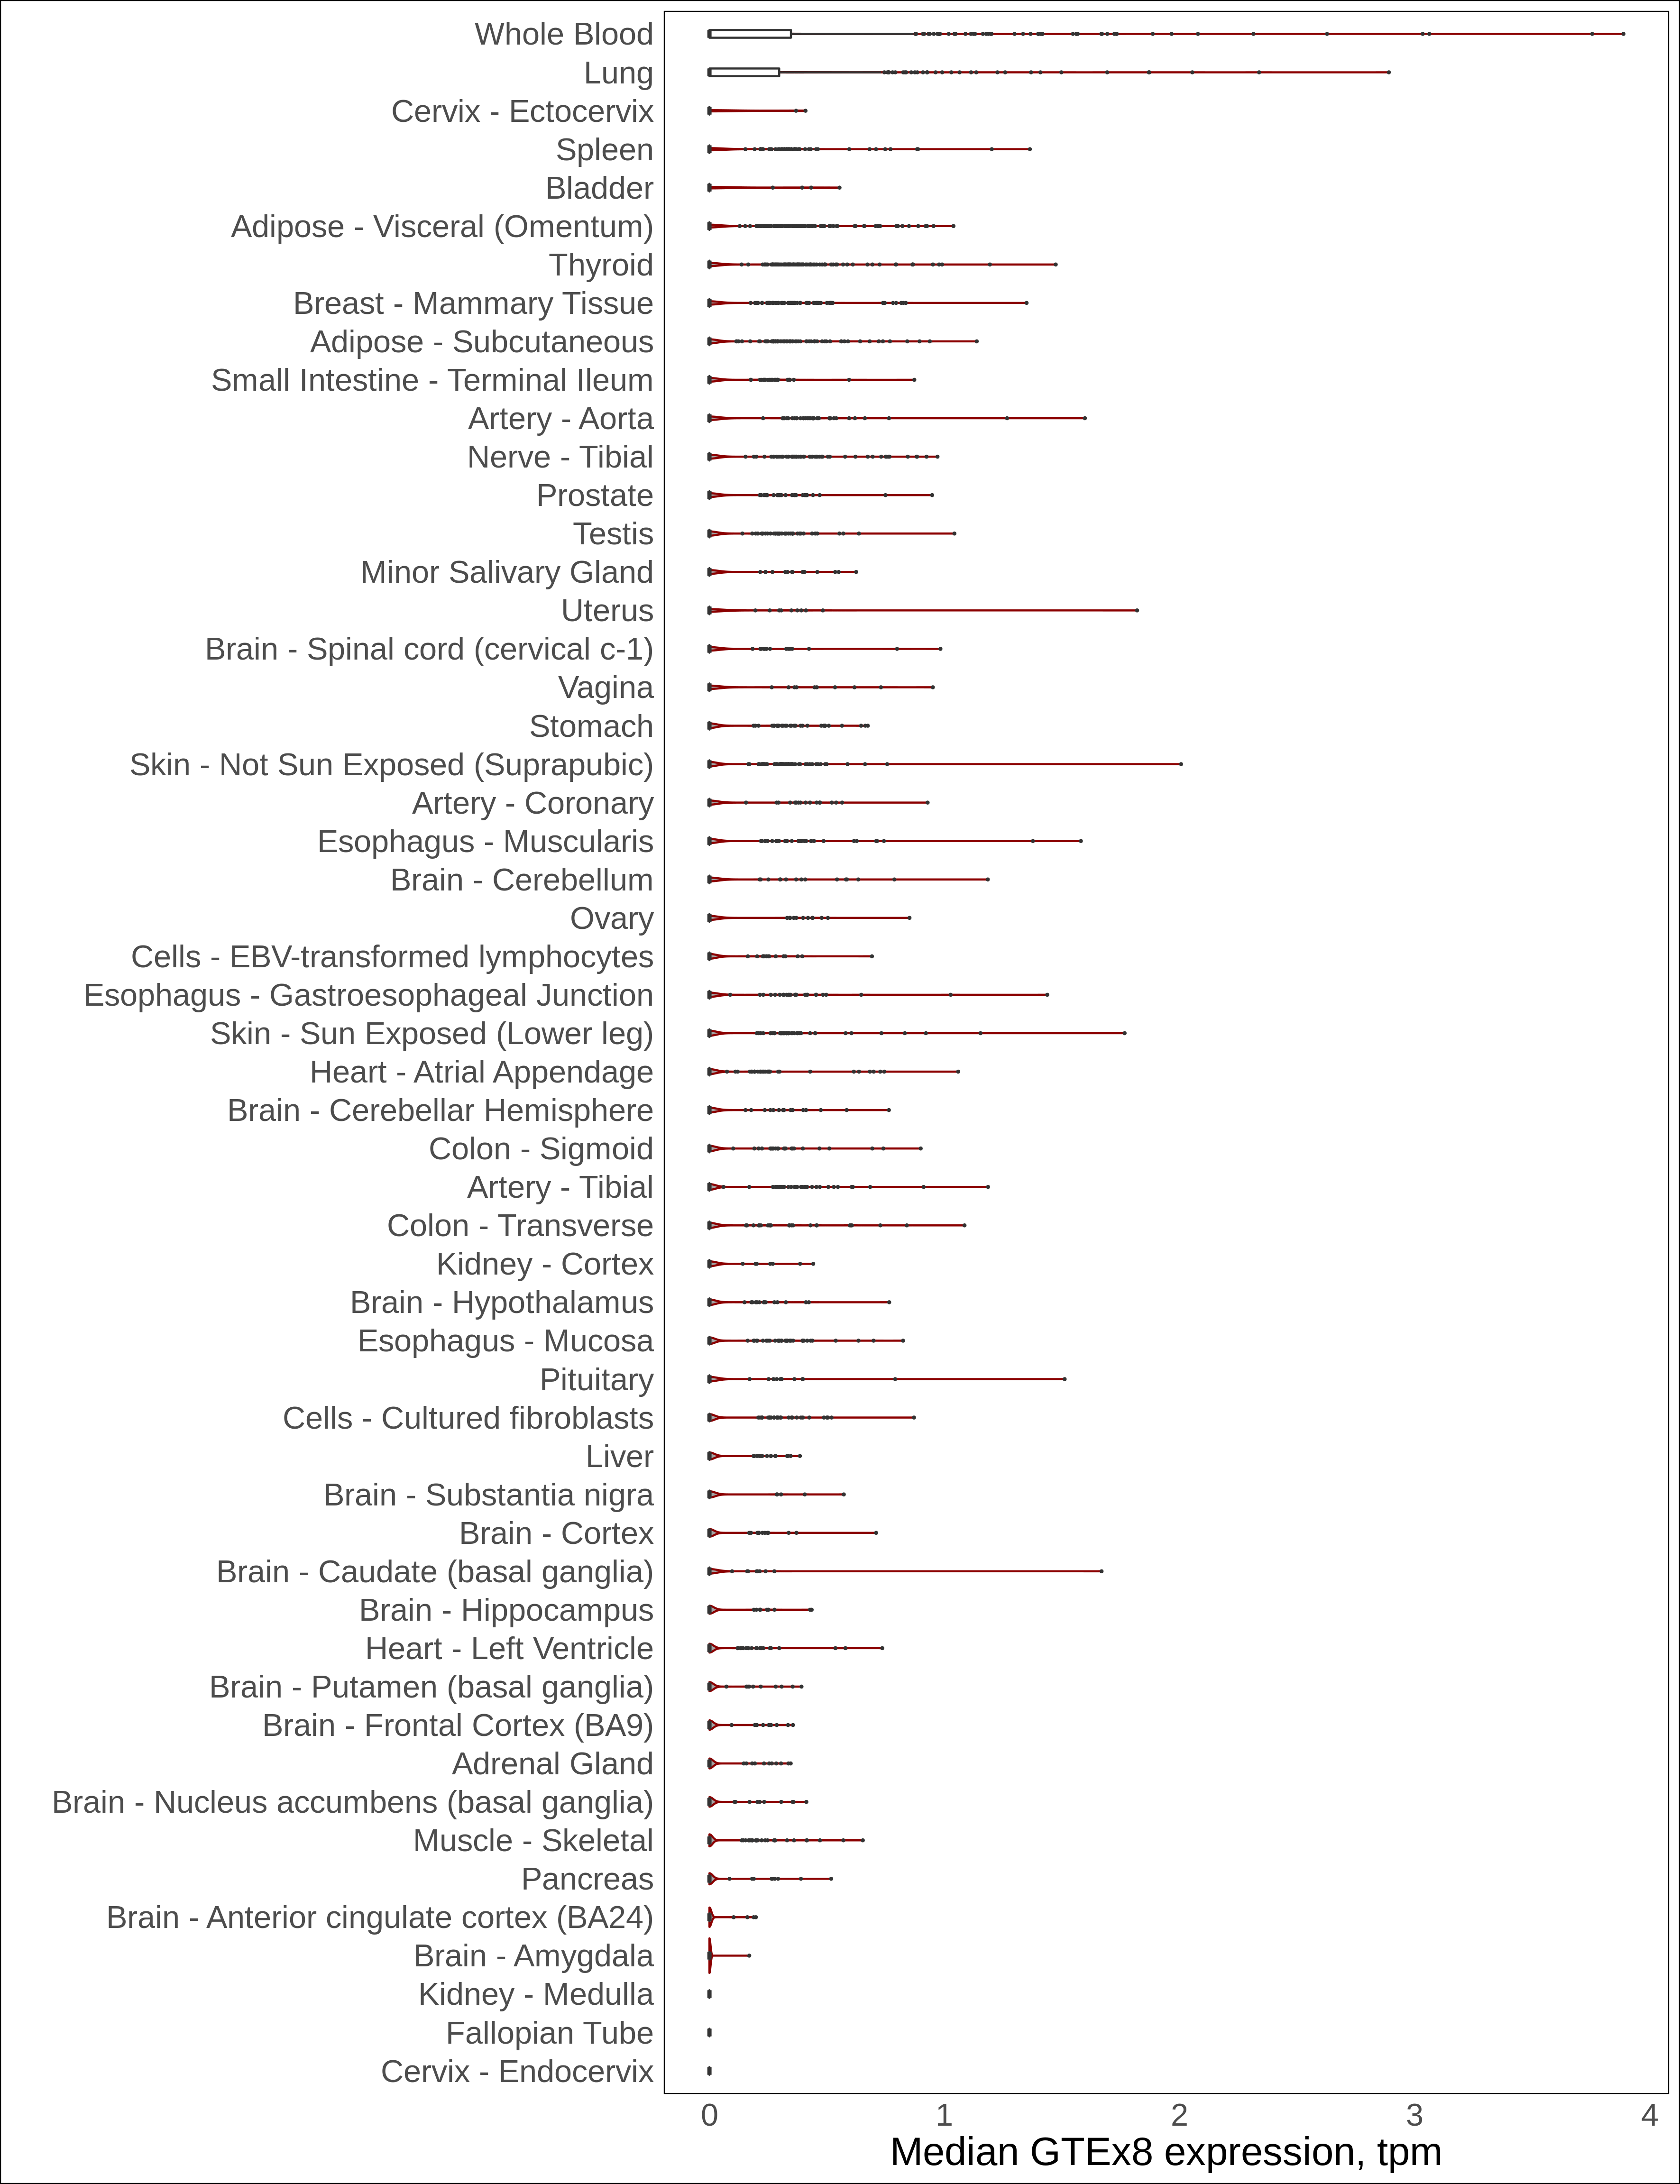 Whole Blood
Lung
Cervix - Ectocervix
Spleen
Bladder
Adipose - Visceral (Omentum)
Thyroid
Breast - Mammary Tissue
Adipose - Subcutaneous
Small Intestine - Terminal Ileum
Artery - Aorta
Nerve - Tibial
Prostate
Testis
Minor Salivary Gland
Uterus
Brain - Spinal cord (cervical c-1)
Vagina
Stomach
Skin - Not Sun Exposed (Suprapubic)
Artery - Coronary
Esophagus - Muscularis
Brain - Cerebellum
Ovary
Cells - EBV-transformed lymphocytes
Esophagus - Gastroesophageal Junction
Skin - Sun Exposed (Lower leg)
Heart - Atrial Appendage
Brain - Cerebellar Hemisphere
Colon - Sigmoid
Artery - Tibial
Colon - Transverse
Kidney - Cortex
Brain - Hypothalamus
Esophagus - Mucosa
Pituitary
Cells - Cultured fibroblasts
Liver
Brain - Substantia nigra
Brain - Cortex
Brain - Caudate (basal ganglia)
Brain - Hippocampus
Heart - Left Ventricle
Brain - Putamen (basal ganglia)
Brain - Frontal Cortex (BA9)
Adrenal Gland
Brain - Nucleus accumbens (basal ganglia)
Muscle - Skeletal
Pancreas
Brain - Anterior cingulate cortex (BA24)
Brain - Amygdala
Kidney - Medulla
Fallopian Tube
Cervix - Endocervix
0 1 2 3 4
Median GTEx8 expression, tpm